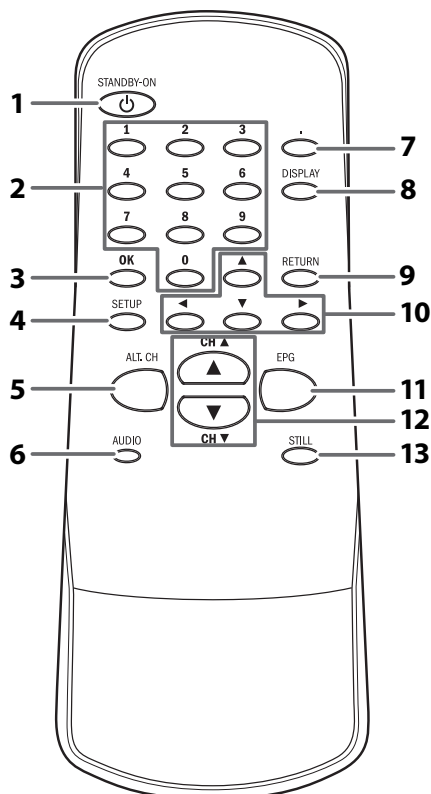 STANDBY-ON
1
1 2 3 .
7
2
4 5 6 DISPLAY
8
7 8 9
3
OK 0 ▲ RETURN
9
4
SETUP ◄ ▼ ►
10
CH ▲
5
ALT. CH ▲ EPG
11
▼
12
CH ▼
6
AUDIO STILL
13